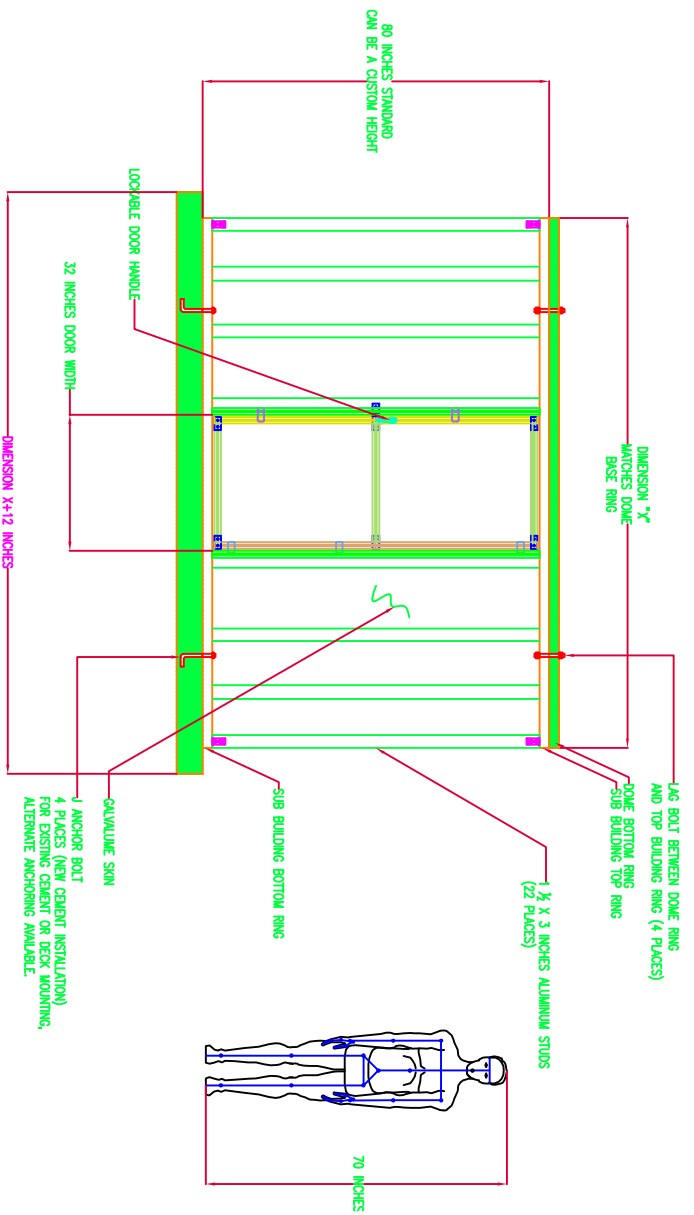 LAG BOLT BETWEEN DOME RING
AND TOP BUILDING RING (4 PLACES)
DOME BOTTOM RING
SUB BUILDING TOP RING
DIMENSION "X"
MATCHES DOME
BASE RING
1 ½ X 3 INCHES ALUMINUM STUDS
(22 PLACES)
80 INCHES STANDARD
CAN BE A CUSTOM HEIGHT
70 INCHES
SUB BUILDING BOTTOM RING
LOCKABLE DOOR HANDLE
GALVALUME SKIN
32 INCHES DOOR WIDTH
J ANCHOR BOLT
4 PLACES (NEW CEMENT INSTALLATION)
FOR EXISTING CEMENT OR DECK MOUNTING,
ALTERNATE ANCHORING AVAILABLE.
DIMENSION X+12 INCHES